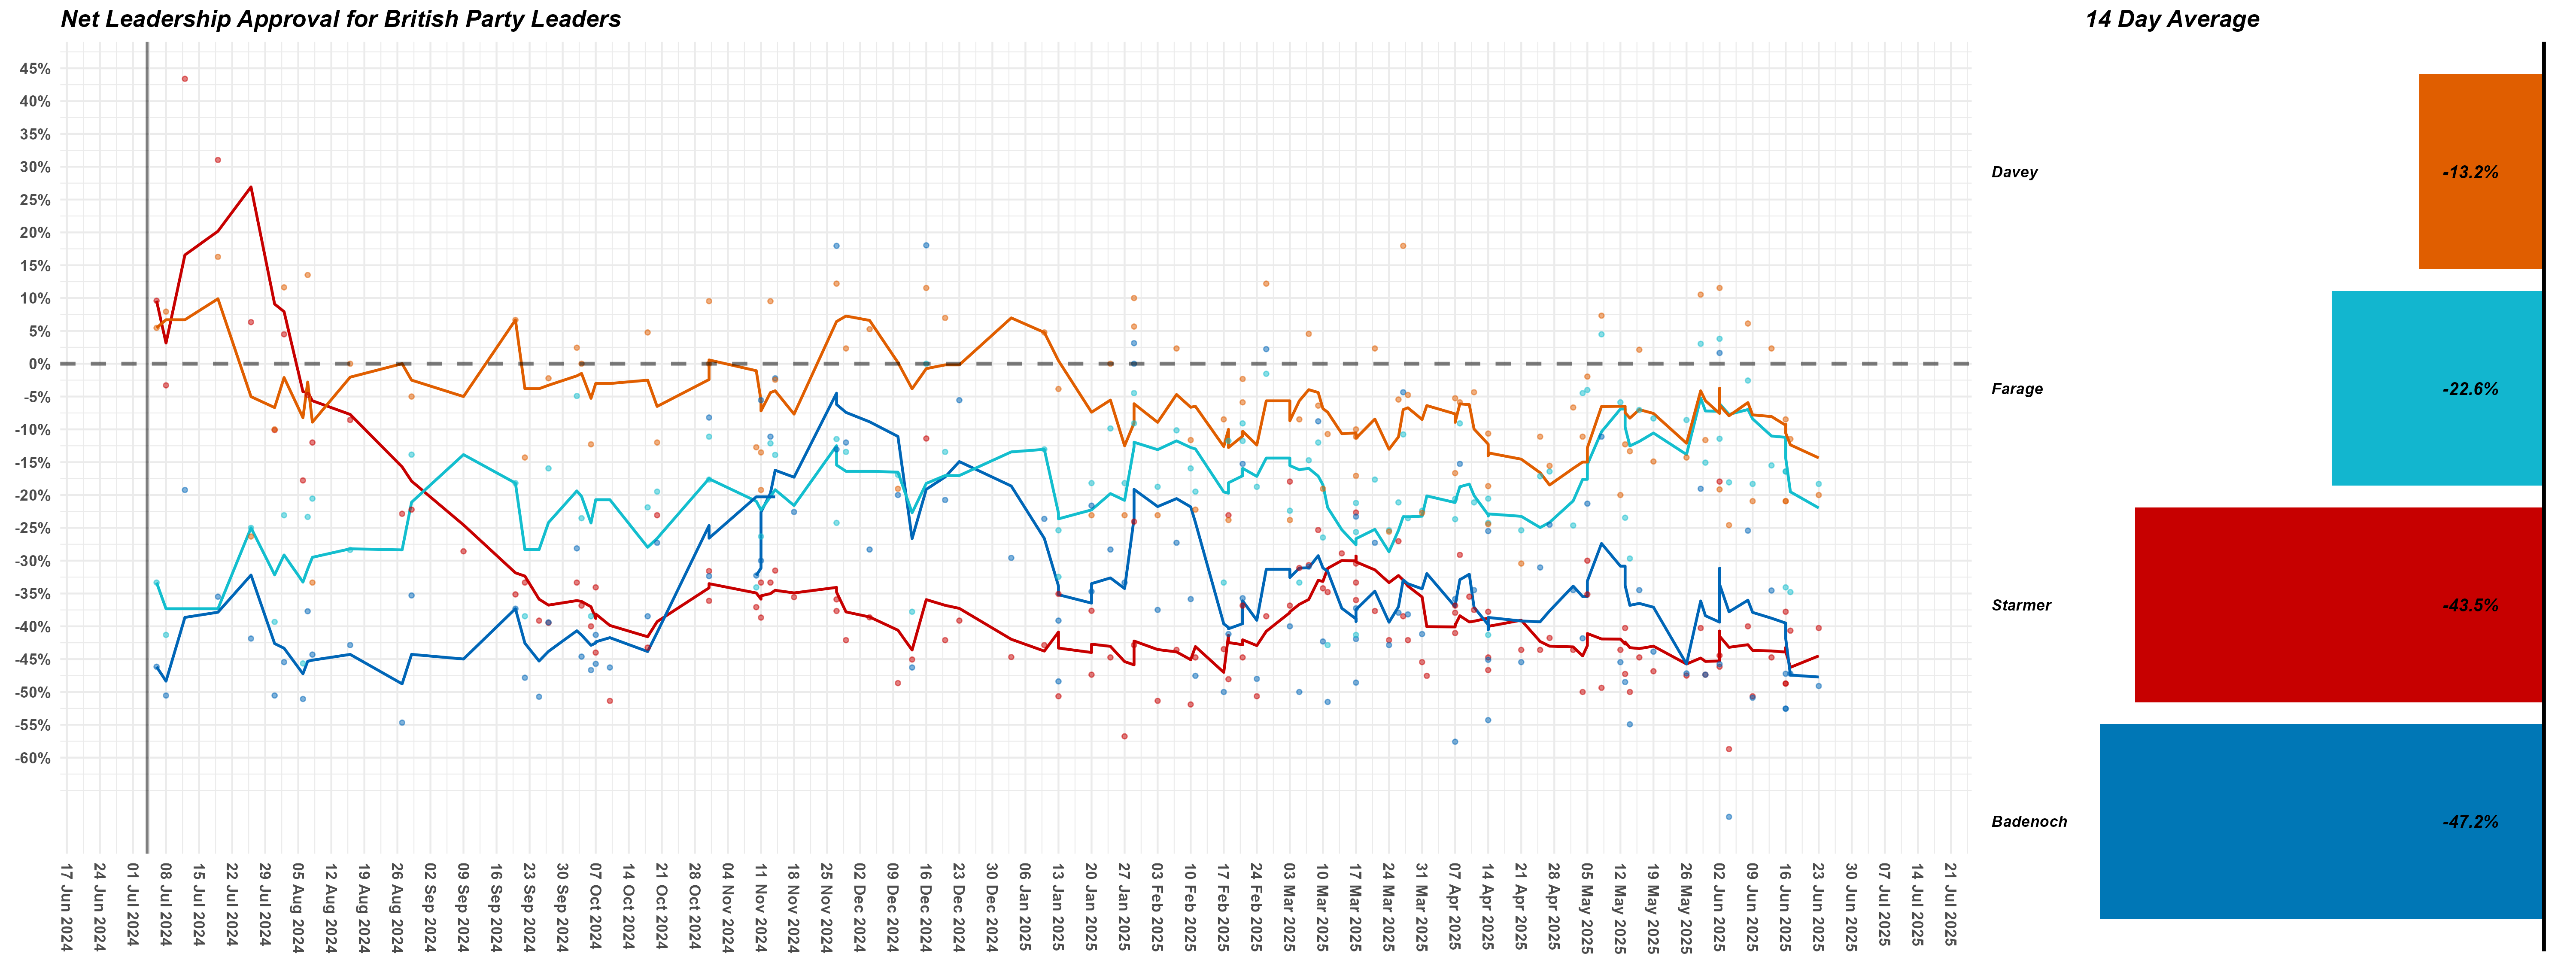 Net Leadership Approval for British Party Leaders
14 Day Average
45%
40%
35%
30%
25%
20%
15%
10%
5%
0%
-5%
-10%
-15%
-20%
-25%
-30%
-35%
-40%
-45%
-50%
-55%
-60%
17 Jun 2024
24 Jun 2024
01 Jul 2024
08 Jul 2024
15 Jul 2024
22 Jul 2024
29 Jul 2024
05 Aug 2024
12 Aug 2024
19 Aug 2024
26 Aug 2024
02 Sep 2024
09 Sep 2024
16 Sep 2024
23 Sep 2024
30 Sep 2024
07 Oct 2024
14 Oct 2024
21 Oct 2024
28 Oct 2024
04 Nov 2024
11 Nov 2024
18 Nov 2024
25 Nov 2024
02 Dec 2024
09 Dec 2024
16 Dec 2024
23 Dec 2024
30 Dec 2024
06 Jan 2025
13 Jan 2025
20 Jan 2025
27 Jan 2025
03 Feb 2025
10 Feb 2025
17 Feb 2025
24 Feb 2025
03 Mar 2025
10 Mar 2025
17 Mar 2025
24 Mar 2025
31 Mar 2025
07 Apr 2025
14 Apr 2025
21 Apr 2025
28 Apr 2025
05 May 2025
12 May 2025
19 May 2025
26 May 2025
02 Jun 2025
09 Jun 2025
16 Jun 2025
23 Jun 2025
30 Jun 2025
07 Jul 2025
14 Jul 2025
21 Jul 2025
Davey -13.2%
Farage -22.6%
Starmer -43.5%
Badenoch -47.2%